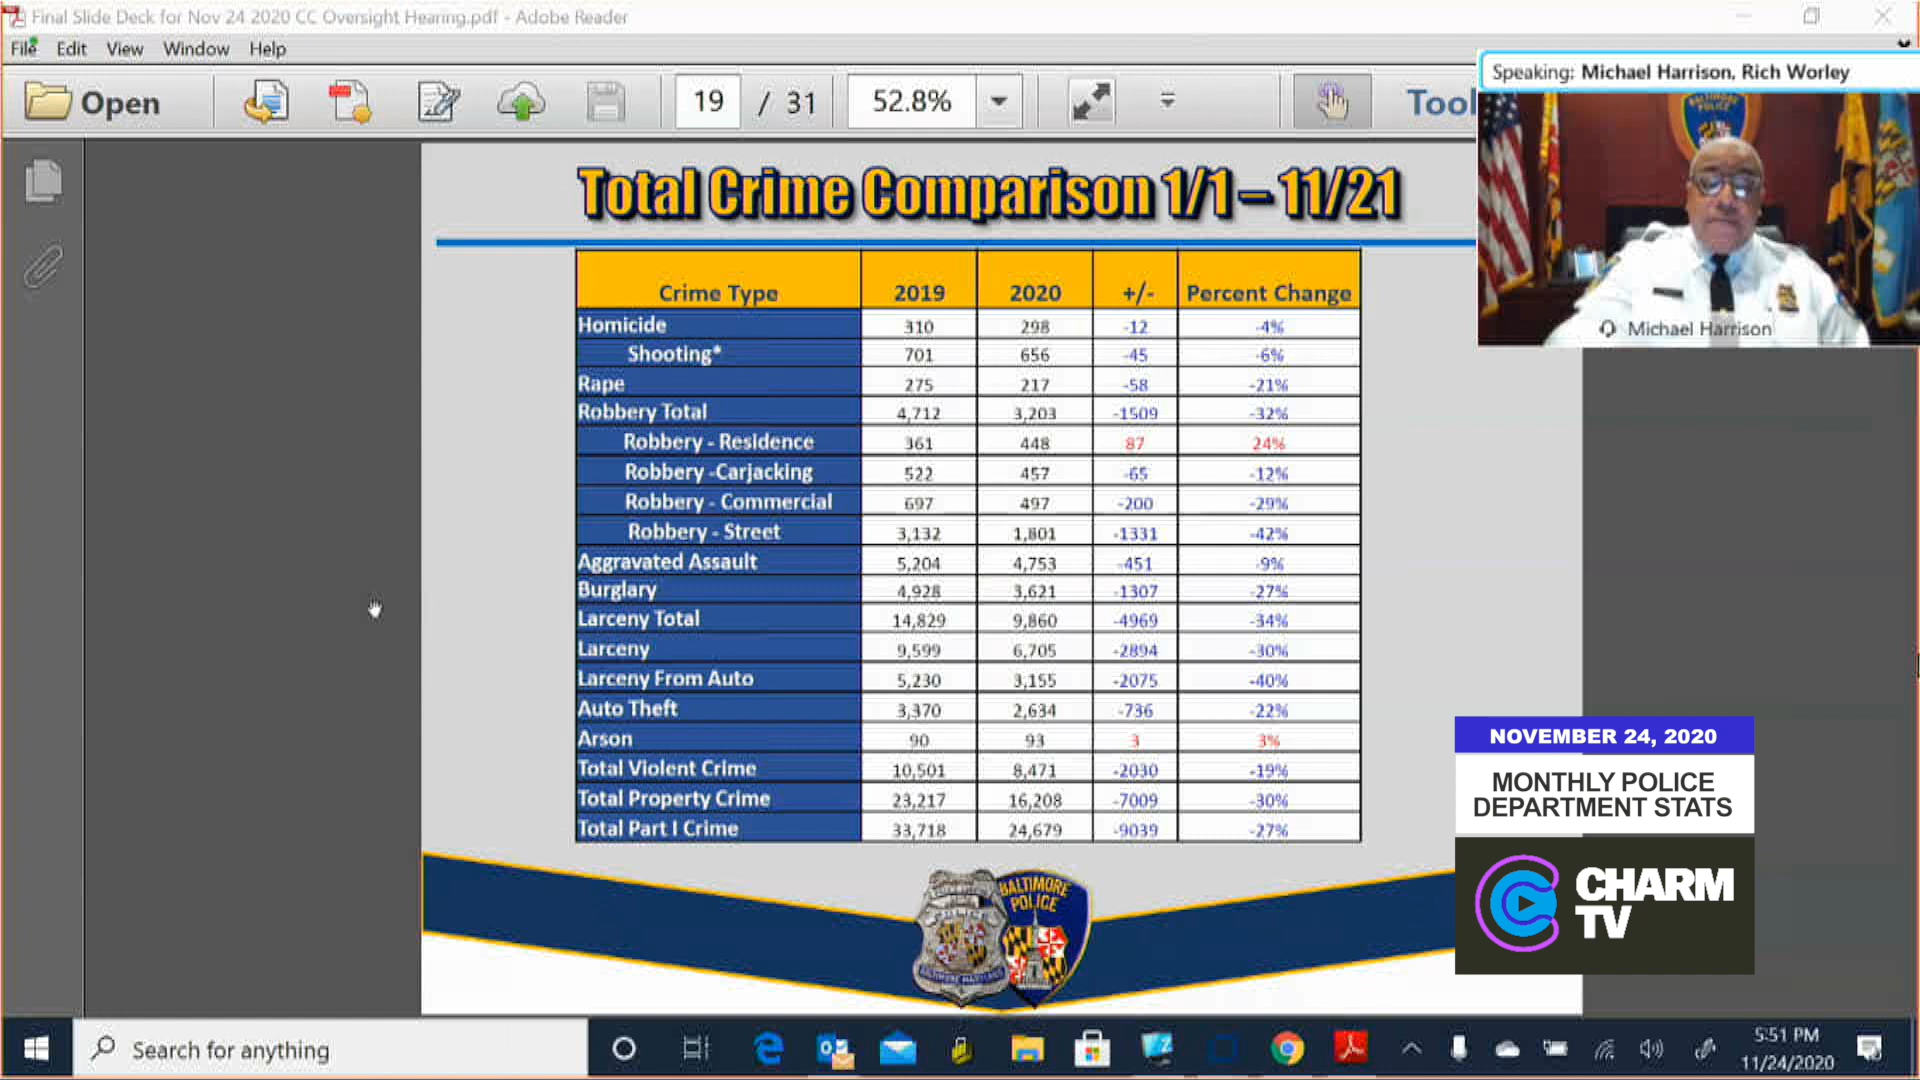 Final Slide Deck for Nov 24 2020 CC Oversight Hearing.pdf - Adobe Reader
File Edit View Window Help
Open 19 / 31 52.8% Tool
Speaking: Michael Harrison, Rich Worley
Michael Harrison
Total Crime Comparison 1/1 – 11/21
Crime Type 2019 2020 +/- Percent Change
Homicide 310 298 -12 -4%
Shooting* 701 656 -45 -6%
Rape 275 217 -58 -21%
Robbery Total 4,712 3,203 -1509 -32%
Robbery - Residence 361 448 87 24%
Robbery -Carjacking 522 457 -65 -12%
Robbery - Commercial 697 497 -200 -29%
Robbery - Street 3,132 1,801 -1331 -42%
Aggravated Assault 5,204 4,753 -451 -9%
Burglary 4,928 3,621 -1307 -27%
Larceny Total 14,829 9,860 -4969 -34%
Larceny 9,599 6,705 -2894 -30%
Larceny From Auto 5,230 3,155 -2075 -40%
Auto Theft 3,370 2,634 -736 -22%
Arson 90 93 3 3%
Total Violent Crime 10,501 8,471 -2030 -19%
Total Property Crime 23,217 16,208 -7009 -30%
Total Part I Crime 33,718 24,679 -9039 -27%
NOVEMBER 24, 2020
MONTHLY POLICE
DEPARTMENT STATS
CHARM
TV
BALTIMORE
POLICE
POLICE
Search for anything
5:51 PM
11/24/2020